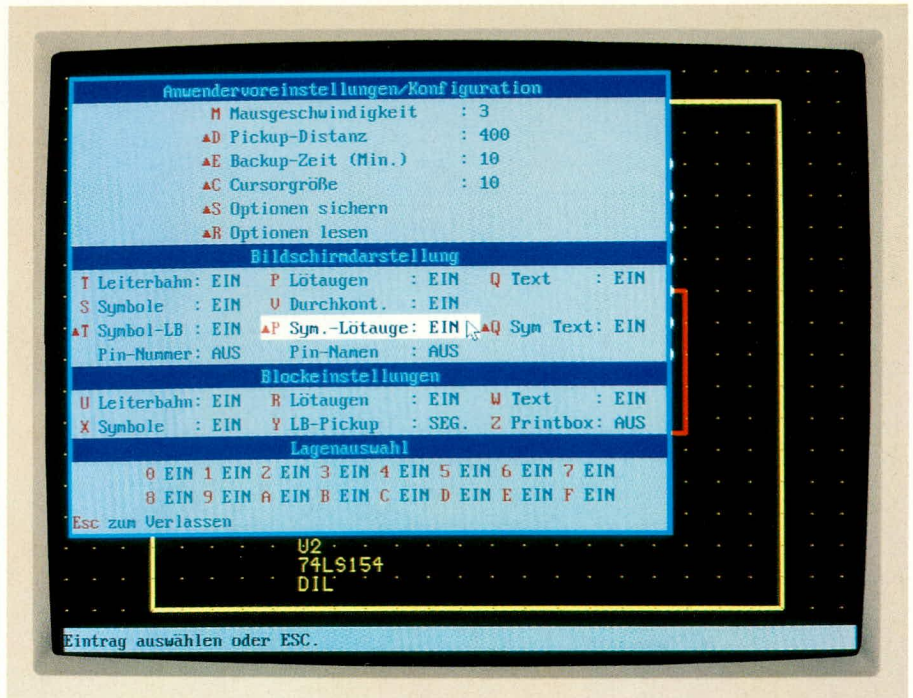 Anwendervoreinstellungen/Konfiguration
M Mausgeschwindigkeit : 3
▲D Pickup-Distanz : 400
▲E Backup-Zeit (Min.) : 10
▲C Cursorgröße : 10
▲S Optionen sichern
▲R Optionen lesen
Bildschirmdarstellung
T Leiterbahn: EIN P Lötaugen : EIN Q Text : EIN
S Symbole : EIN V Durchkont. : EIN
▲T Symbol-LB : EIN ▲P Sym.-Lötauge: EIN ▲Q Sym Text: EIN
Pin-Nummer: AUS Pin-Namen : AUS
Blockeinstellungen
U Leiterbahn: EIN R Lötaugen : EIN W Text : EIN
X Symbole : EIN Y LB-Pickup : SEG. Z Printbox: AUS
Lagenauswahl
0 EIN 1 EIN 2 EIN 3 EIN 4 EIN 5 EIN 6 EIN 7 EIN
8 EIN 9 EIN A EIN B EIN C EIN D EIN E EIN F EIN
Esc zum Verlassen
U2
74LS154
DIL
Eintrag auswählen oder ESC.